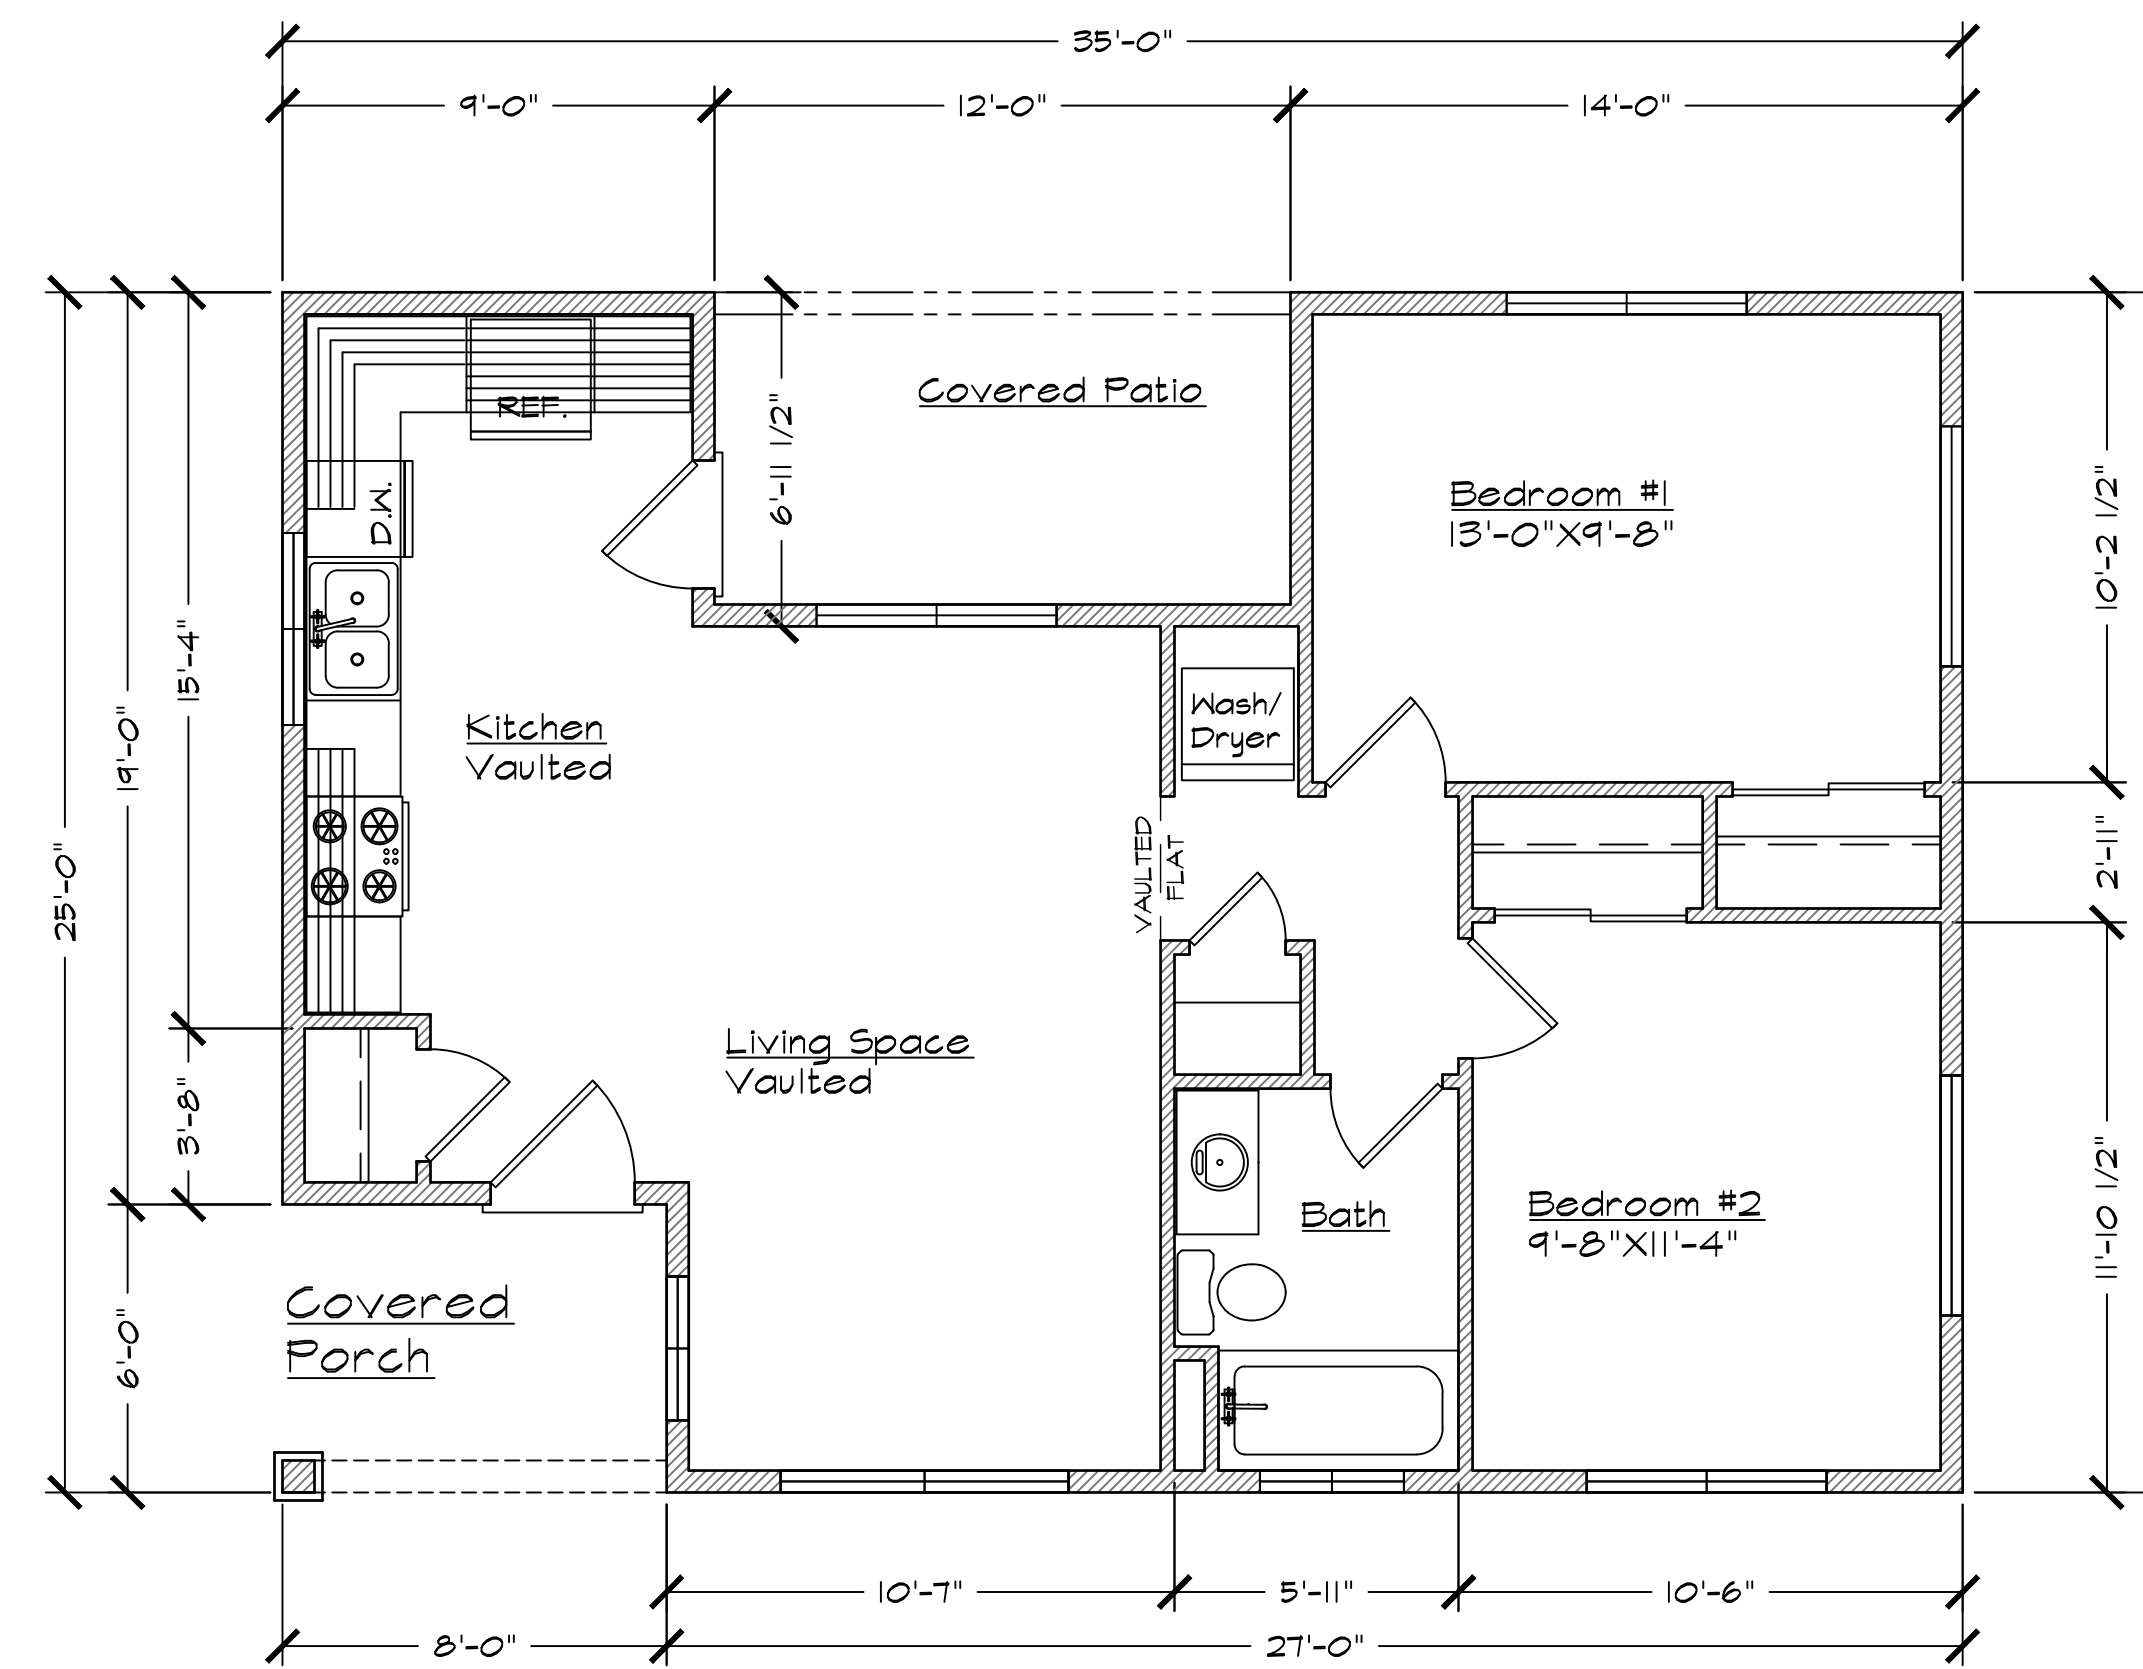 35'-0"
9'-0"
12'-0"
14'-0"
REF.
Covered Patio
6'-11 1/2"
D.W.
Bedroom #1
13'-0"X9'-8"
10'-2 1/2"
15'-4"
19'-0"
25'-0"
Kitchen
Vaulted
Wash/
Dryer
VAULTED
FLAT
2'-11"
Living Space
Vaulted
3'-8"
Bath
Bedroom #2
9'-8"X11'-4"
11'-10 1/2"
Covered
Porch
6'-0"
10'-7"
5'-11"
10'-6"
8'-0"
27'-0"